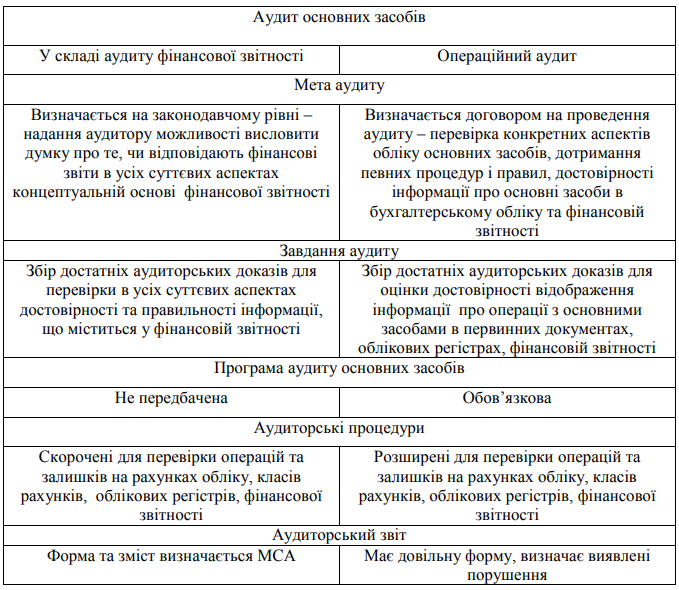 Аудит основних засобів
У складі аудиту фінансової звітності
Операційний аудит
Мета аудиту
Визначається на законодавчому рівні –
надання аудитору можливості висловити
думку про те, чи відповідають фінансові
звіти в усіх суттєвих аспектах
концептуальній основі фінансової звітності
Визначається договором на проведення
аудиту – перевірка конкретних аспектів
обліку основних засобів, дотримання
певних процедур і правил, достовірності
інформації про основні засоби в
бухгалтерському обліку та фінансовій
звітності
Завдання аудиту
Збір достатніх аудиторських доказів для
перевірки в усіх суттєвих аспектах
достовірності та правильності інформації,
що міститься у фінансовій звітності
Збір достатніх аудиторських доказів для
оцінки достовірності відображення
інформації про операції з основними
засобами в первинних документах,
облікових регістрах, фінансовій звітності
Програма аудиту основних засобів
Не передбачена
Обов’язкова
Аудиторські процедури
Скорочені для перевірки операцій та
залишків на рахунках обліку, класів
рахунків, облікових регістрів, фінансової
звітності
Розширені для перевірки операцій та
залишків на рахунках обліку, класів
рахунків, облікових регістрів, фінансової
звітності
Аудиторський звіт
Форма та зміст визначається МСА
Має довільну форму, визначає виявлені
порушення